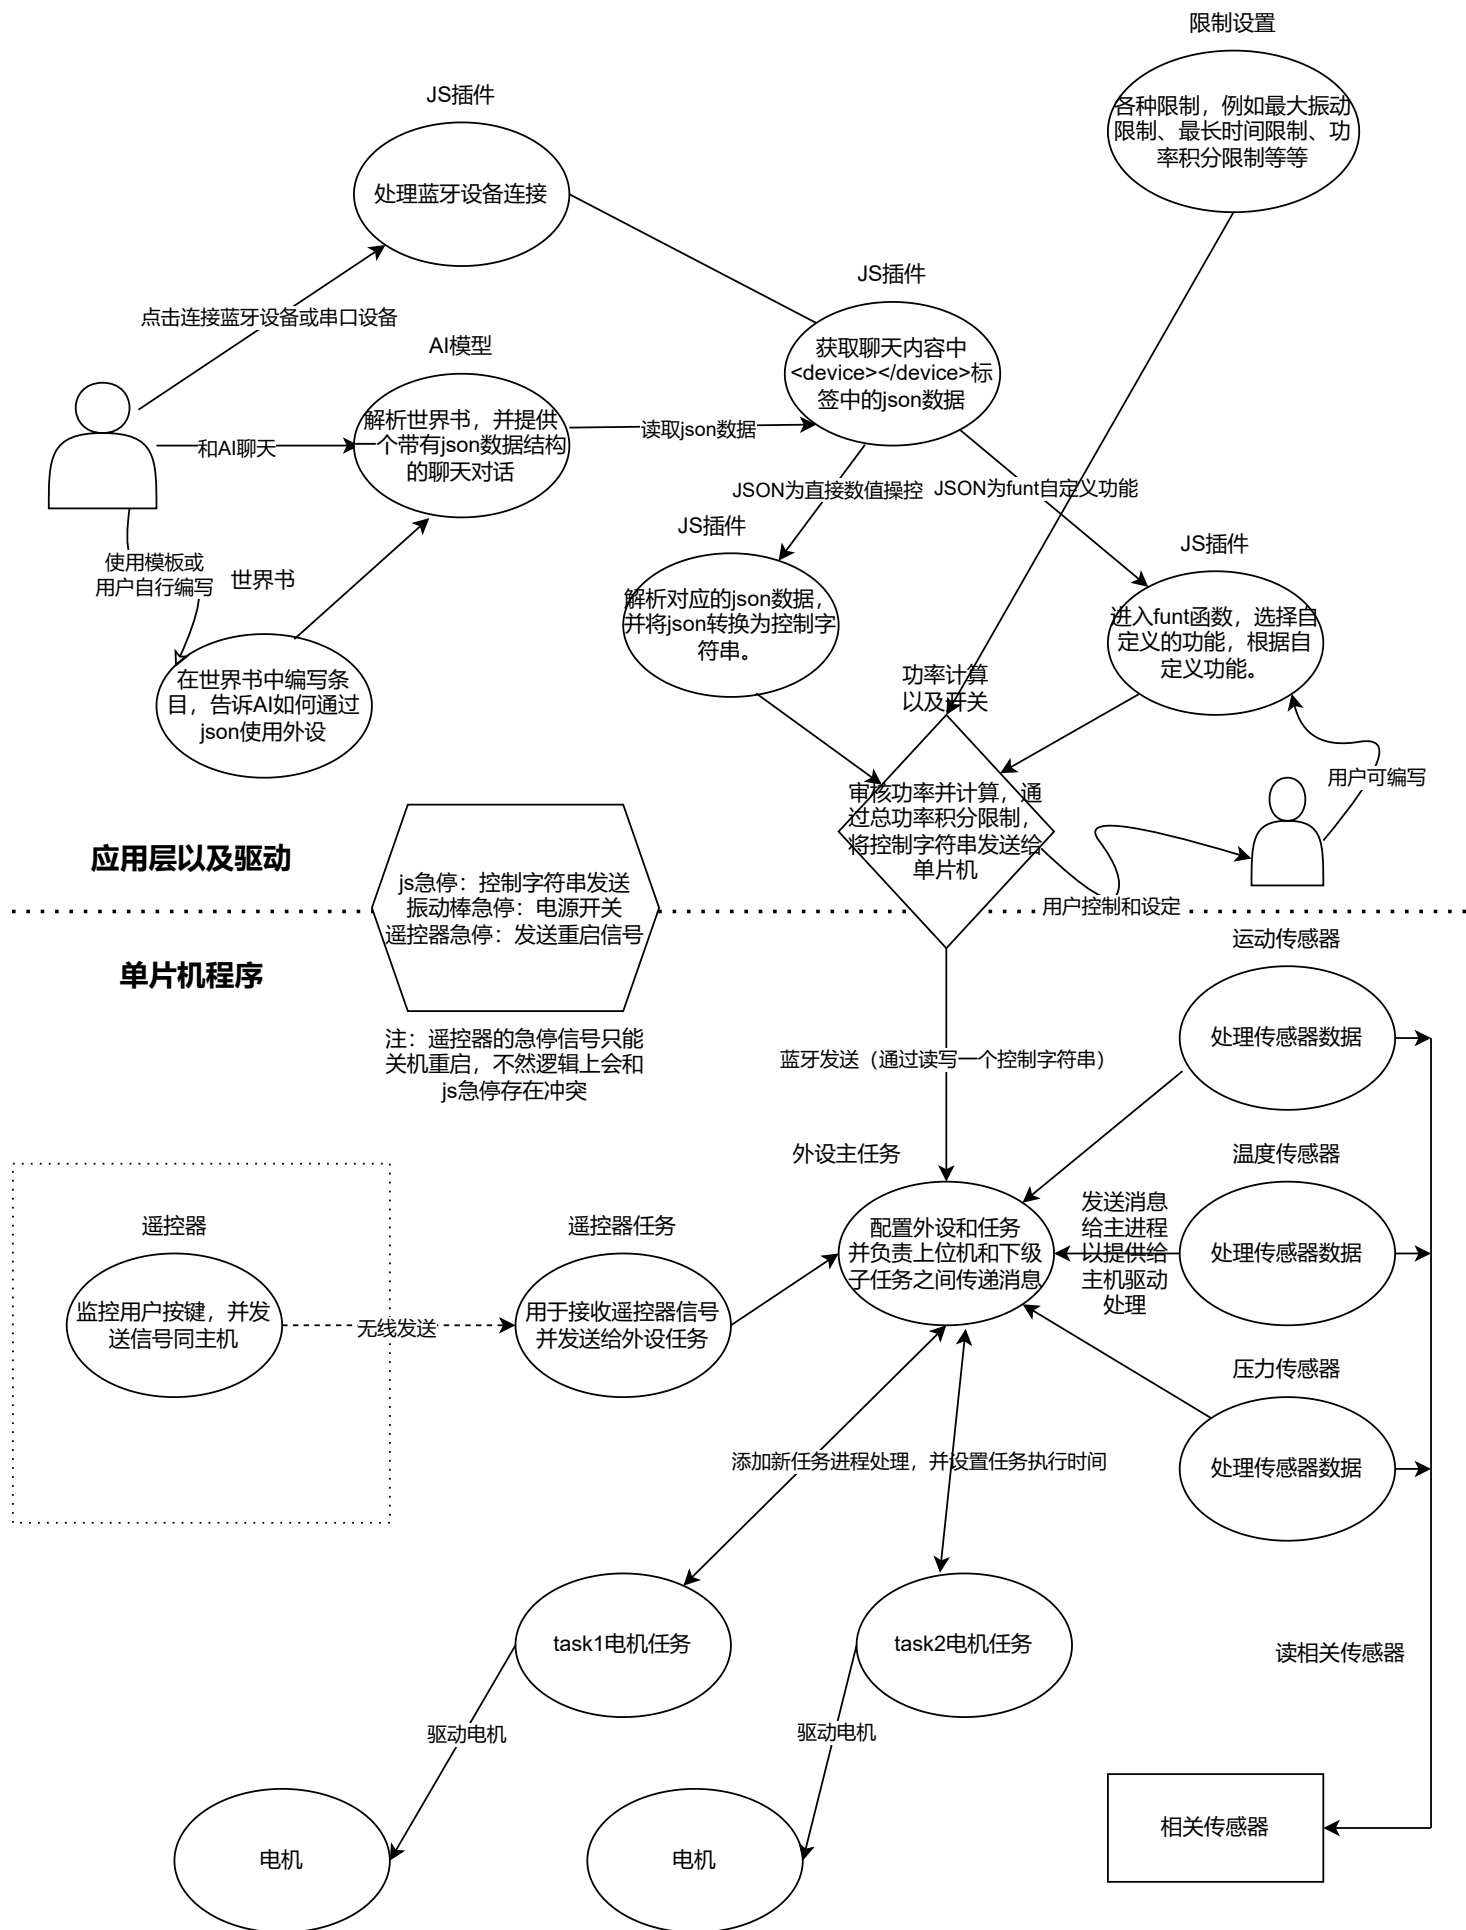 限制设置
各种限制，例如最大振动
限制、最长时间限制、功
率积分限制等等
JS插件
处理蓝牙设备连接
点击连接蓝牙设备或串口设备
JS插件
获取聊天内容中
<device></device>标
签中的json数据
AI模型
解析世界书，并提供
一个带有json数据结构
的聊天对话
和AI聊天
读取json数据
JSON为直接数值操控
JSON为funt自定义功能
使用模板或
用户自行编写
世界书
在世界书中编写条
目，告诉AI如何通过
json使用外设
JS插件
解析对应的json数据，
并将json转换为控制字
符串。
JS插件
进入funt函数，选择自
定义的功能，根据自
定义功能。
功率计算
以及开关
审核功率并计算，通
过总功率积分限制，
将控制字符串发送给
单片机
用户可编写
用户控制和设定
应用层以及驱动
单片机程序
js急停：控制字符串发送
振动棒急停：电源开关
遥控器急停：发送重启信号
注：遥控器的急停信号只能
关机重启，不然逻辑上会和
js急停存在冲突
蓝牙发送（通过读写一个控制字符串）
运动传感器
处理传感器数据
外设主任务
配置外设和任务
并负责上位机和下级
子任务之间传递消息
温度传感器
处理传感器数据
发送消息
给主进程
以提供给
主机驱动
处理
遥控器
监控用户按键，并发
送信号同主机
无线发送
遥控器任务
用于接收遥控器信号
并发送给外设任务
压力传感器
处理传感器数据
添加新任务进程处理，并设置任务执行时间
task1电机任务
task2电机任务
读相关传感器
驱动电机
驱动电机
电机
电机
相关传感器